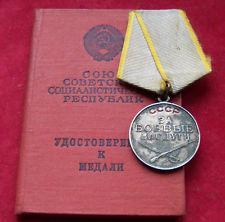 СОЮЗ
СОВЕТСКИХ
СОЦИАЛИСТИЧЕСКИХ
РЕСПУБЛИК
УДОСТОВЕРЕНИЕ
К
МЕДАЛИ
СССР
ЗА
БОЕВЫЕ
ЗАСЛУГИ